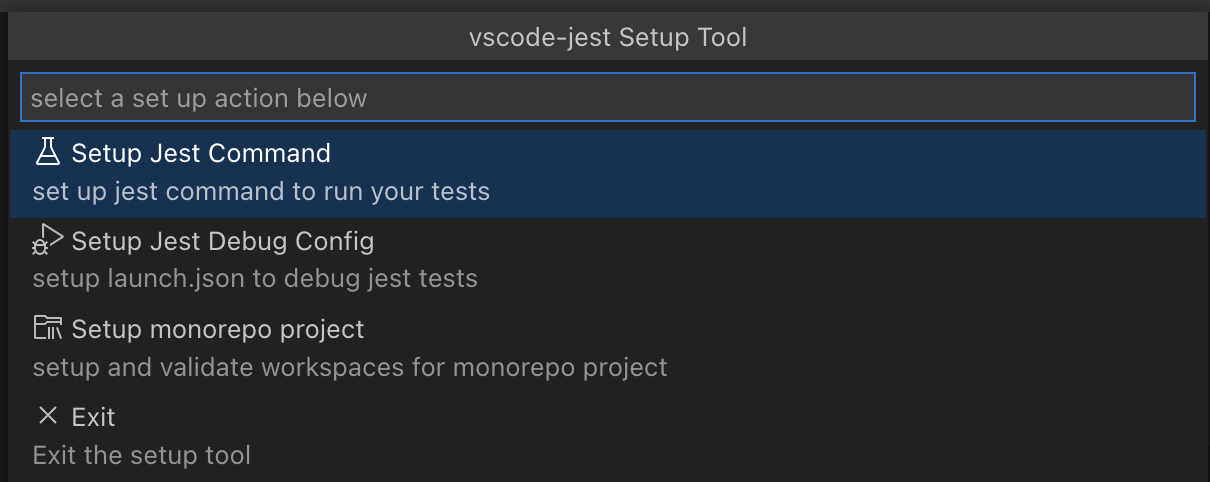 vscode-jest Setup Tool
select a set up action below
Setup Jest Command
set up jest command to run your tests
Setup Jest Debug Config
setup launch.json to debug jest tests
Setup monorepo project
setup and validate workspaces for monorepo project
Exit
Exit the setup tool